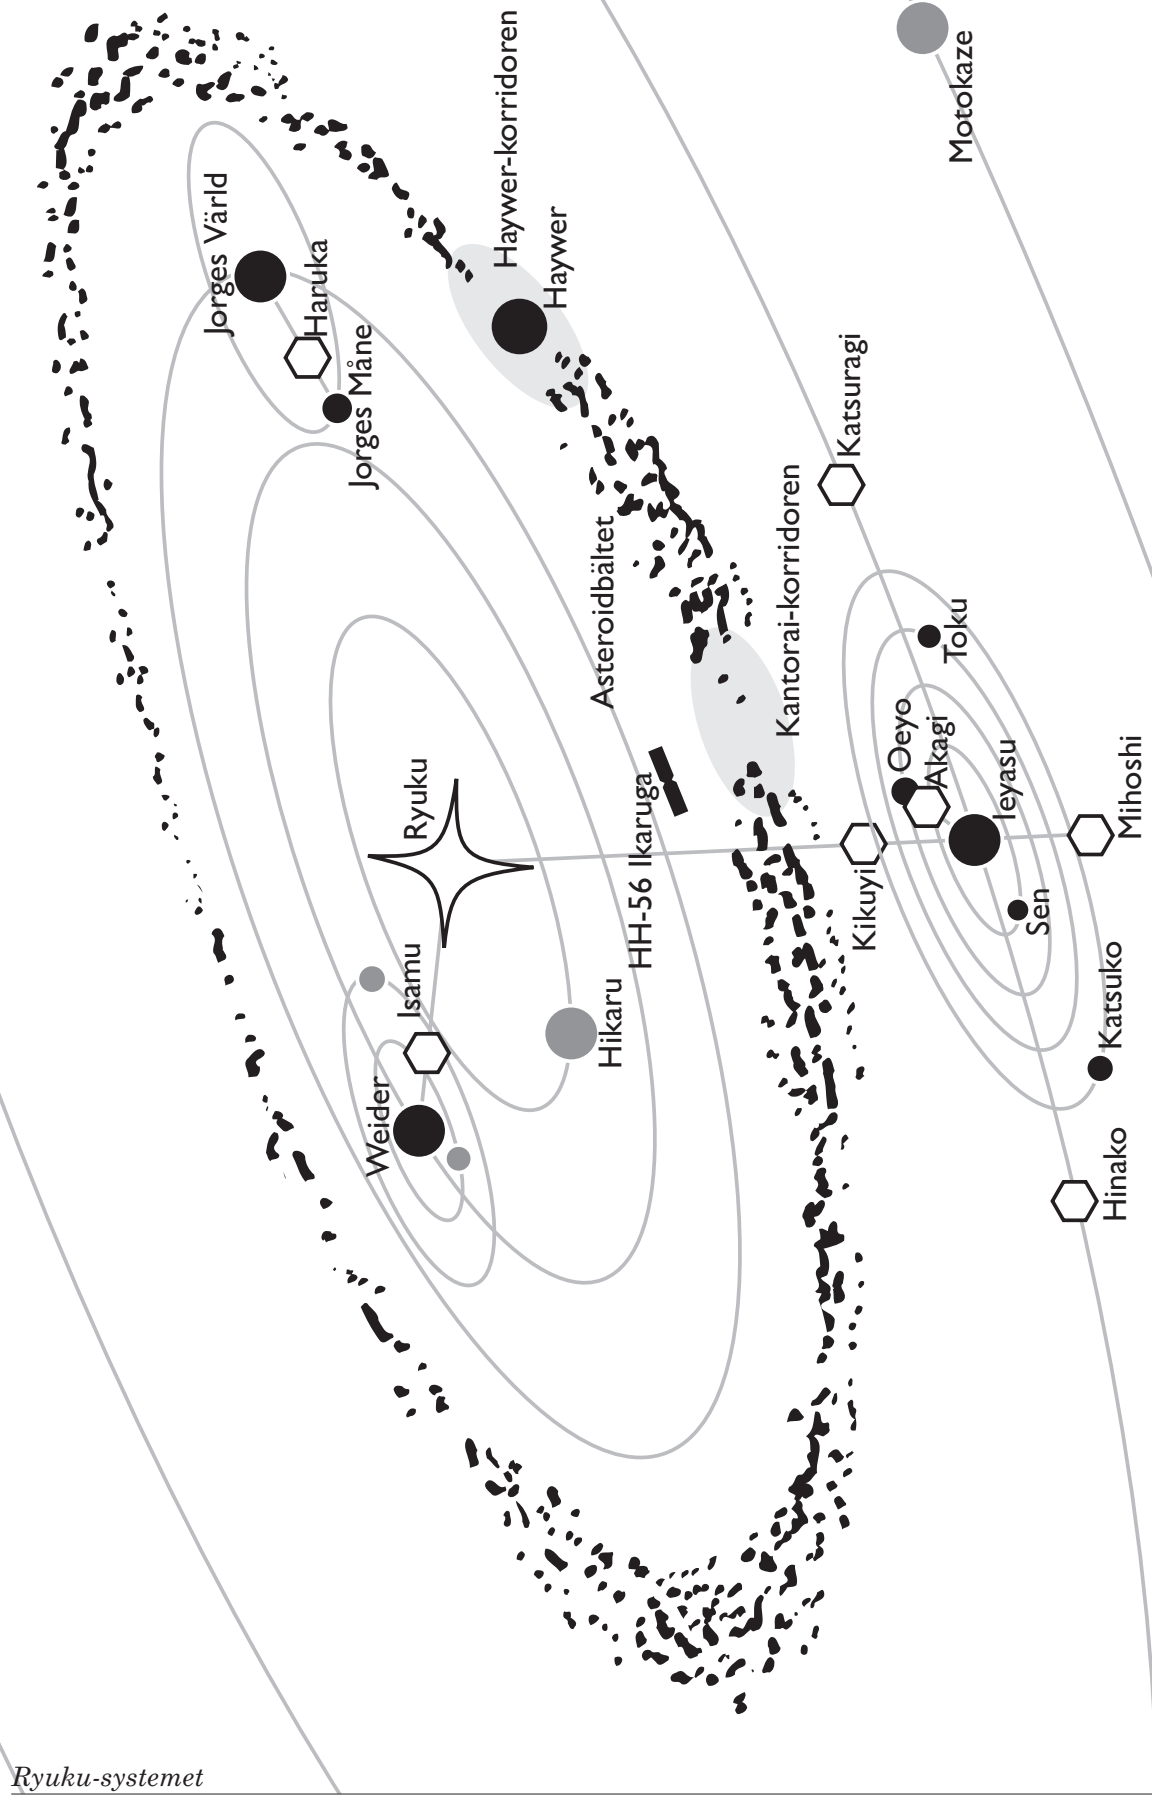 Motokaze
Haywer-korridoren
Haywer
Jorges Värld
Haruka
Jorges Måne
Katsuragi
Kantorai-korridoren
Asteroidbältet
Toku
Oeyo
Akagi
Ieyasu
Mihoshi
Ryuku
HH-56 Ikaruga
Kikuyil
Sen
Katsuko
Isamu
Hikaru
Weider
Hinako
Ryuku-systemet